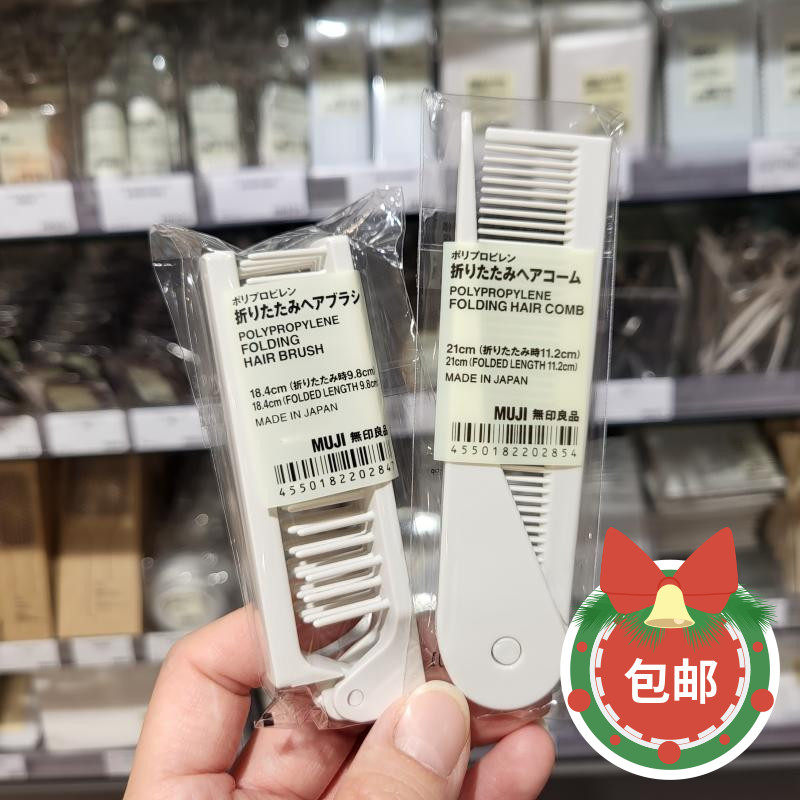 ポリプロピレン
折りたたみヘアブラシ
POLYPROPYLENE
FOLDING
HAIR BRUSH
18.4cm(折りたたみ時9.8cm)
18.4cm(FOLDED LENGTH 9.8cm)
MADE IN JAPAN
MUJI 無印良品
4550182202847
ポリプロピレン
折りたたみヘアコーム
POLYPROPYLENE
FOLDING HAIR COMB
21cm(折りたたみ時11.2cm)
21cm(FOLDED LENGTH 11.2cm)
MADE IN JAPAN
MUJI 無印良品
4550182202854
MUJI
包邮